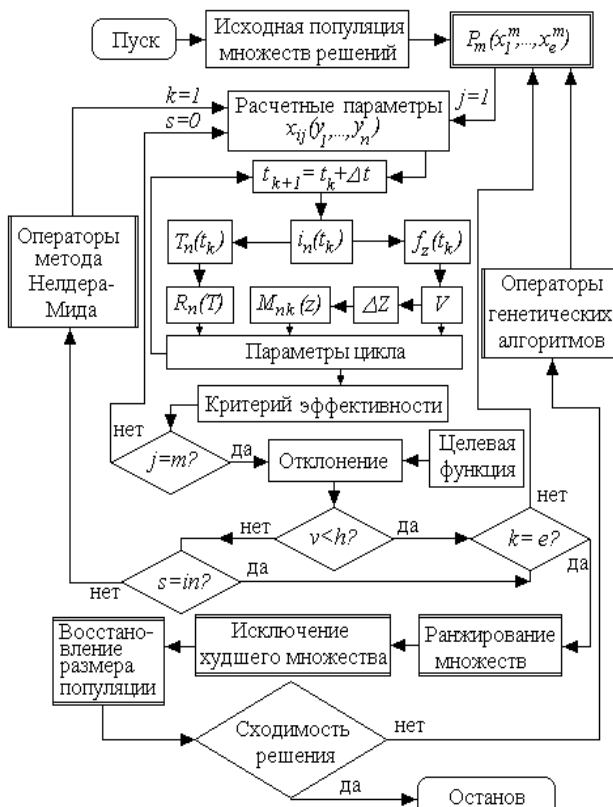 Пуск
Исходная популяция
множеств решений
P_m(x_1^m,...,x_e^m)
k=1
s=0
Расчетные параметры
x_ij(y_1,...,y_n)
j=1
t_k+1 = t_k+Δt
Операторы
метода
Нелдера-
Мида
T_n(t_k)
i_n(t_k)
f_z(t_k)
R_n(T)
M_nk(z)
ΔZ
V
Операторы
генетических
алгоритмов
Параметры цикла
Критерий эффективности
нет
j=m?
да
Отклонение
Целевая
функция
нет
v<h?
да
k=e?
нет
да
нет
s=in?
да
Восстано-
вление
размера
популяции
Исключение
худшего множества
Ранжирование
множеств
Сходимость
решения
нет
да
Останов